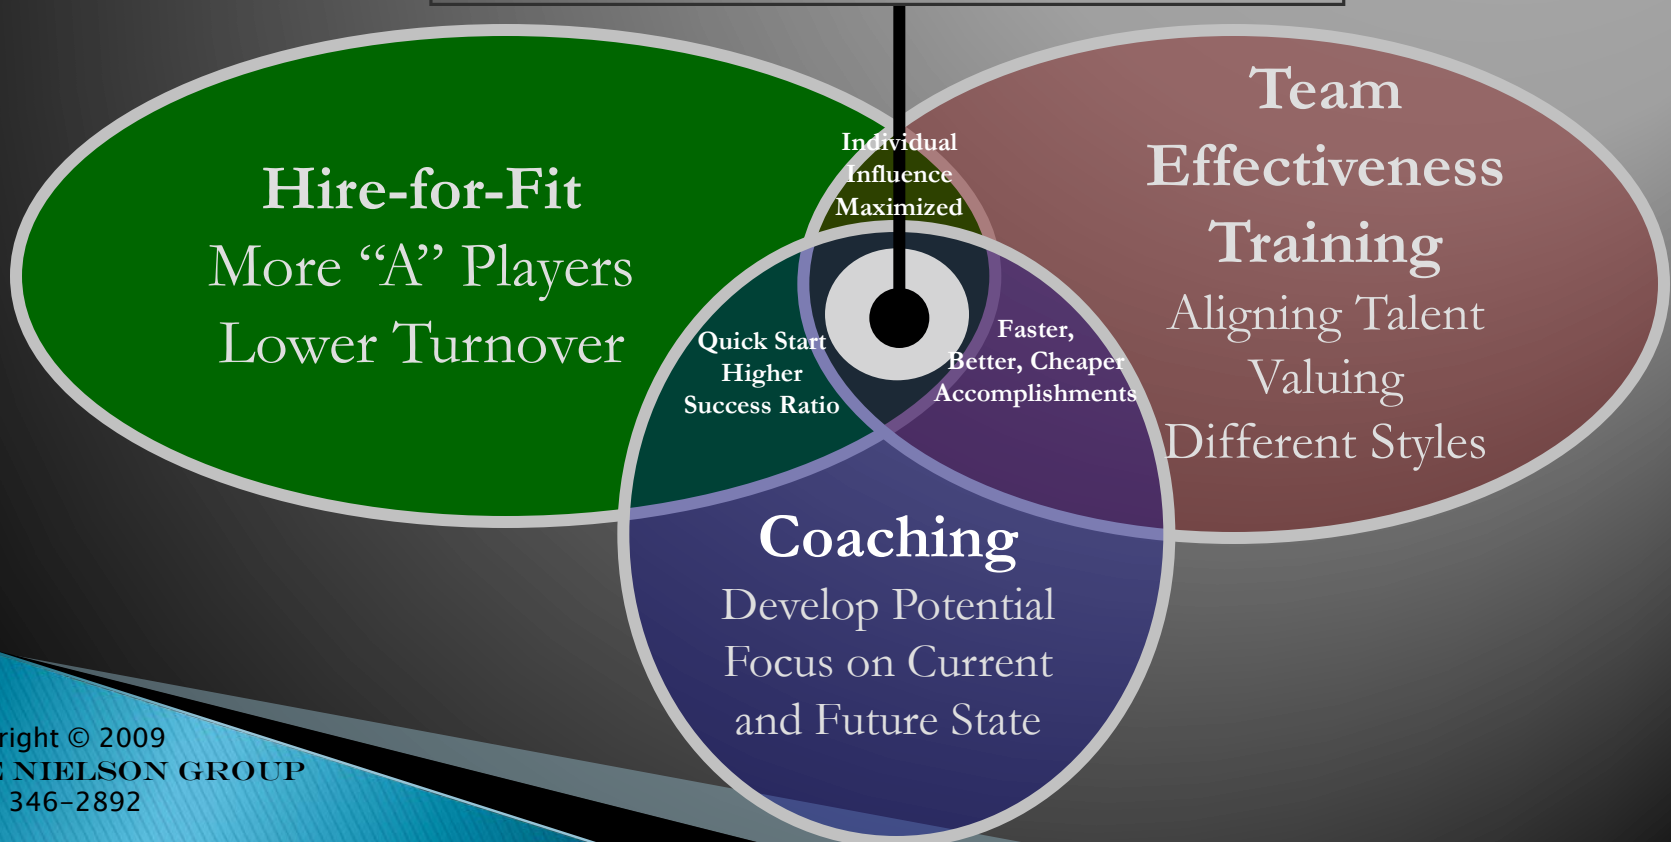 Hire-for-Fit
More “A” Players
Lower Turnover
Individual
Influence
Maximized
Team
Effectiveness
Training
Aligning Talent
Valuing
Different Styles
Quick Start
Higher
Success Ratio
Faster,
Better, Cheaper
Accomplishments
Coaching
Develop Potential
Focus on Current
and Future State
right © 2009
E NIELSON GROUP
346-2892